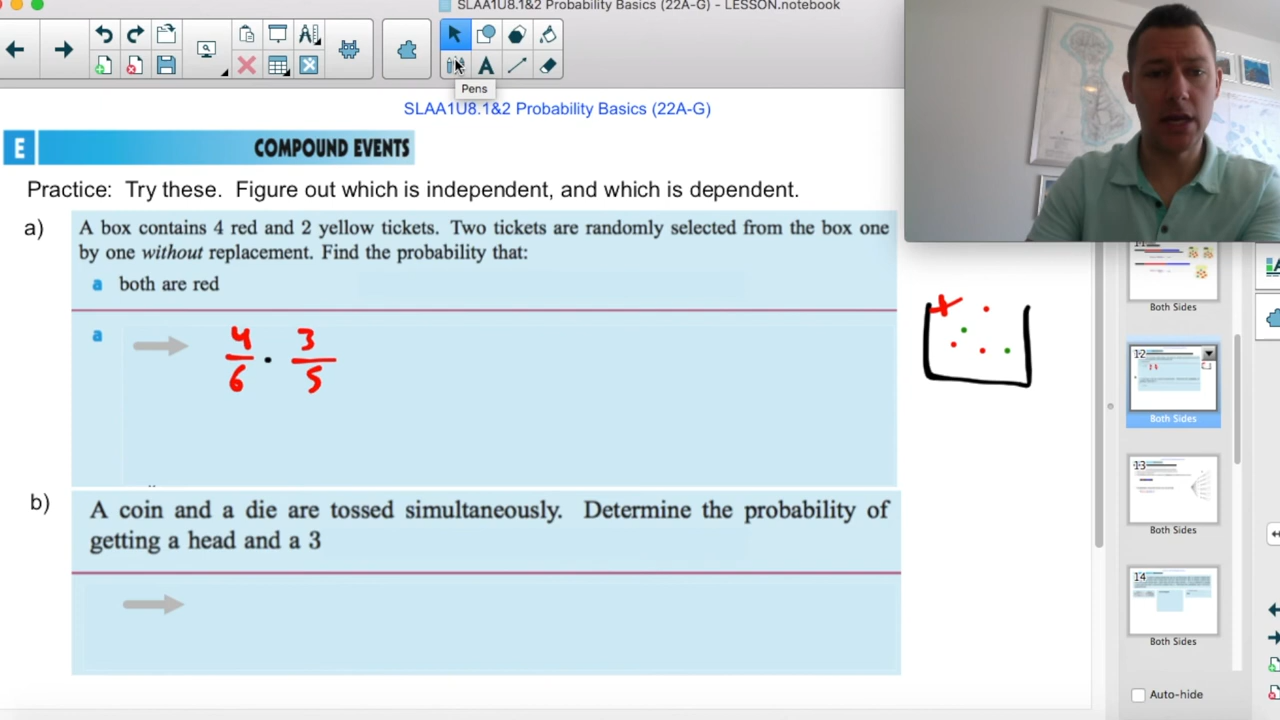 SLAA1U8.1&2 Probability Basics (22A-G) - LESSON.notebook
Pens
SLAA1U8.1&2 Probability Basics (22A-G)
E COMPOUND EVENTS
Practice: Try these. Figure out which is independent, and which is dependent.
a) A box contains 4 red and 2 yellow tickets. Two tickets are randomly selected from the box one
by one without replacement. Find the probability that:
a both are red
a 4/6 · 3/5
b) A coin and a die are tossed simultaneously. Determine the probability of
getting a head and a 3
Both Sides
12
Both Sides
13
Both Sides
14
Both Sides
Auto-hide